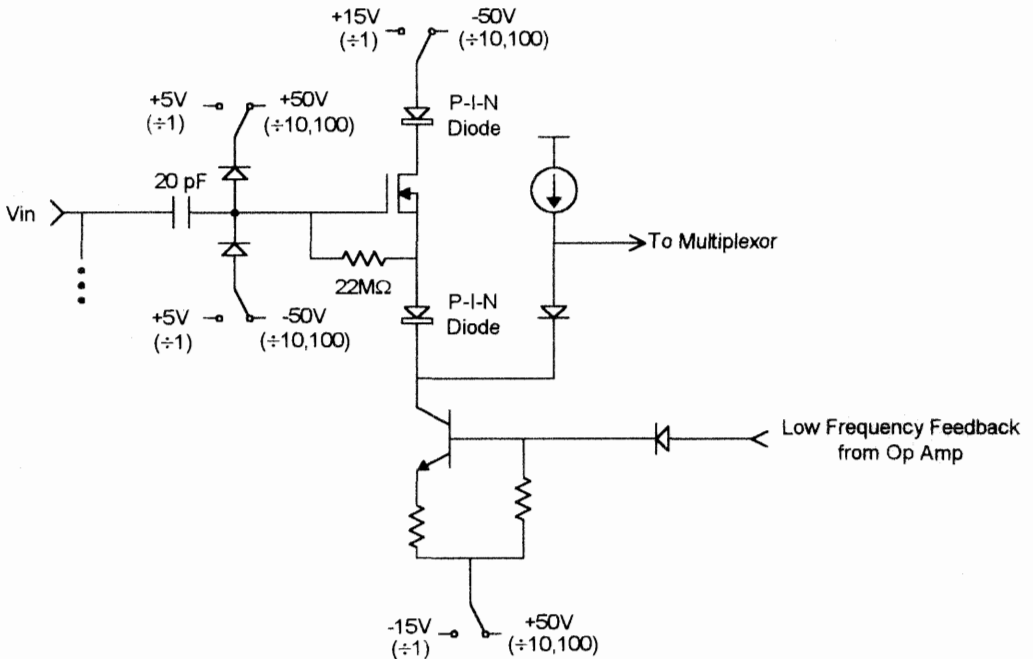 +15V
(÷1)
-50V
(÷10,100)
P-I-N
Diode
+5V
(÷1)
+50V
(÷10,100)
20 pF
Vin
To Multiplexor
22MΩ
P-I-N
Diode
+5V
(÷1)
-50V
(÷10,100)
Low Frequency Feedback
from Op Amp
-15V
(÷1)
+50V
(÷10,100)